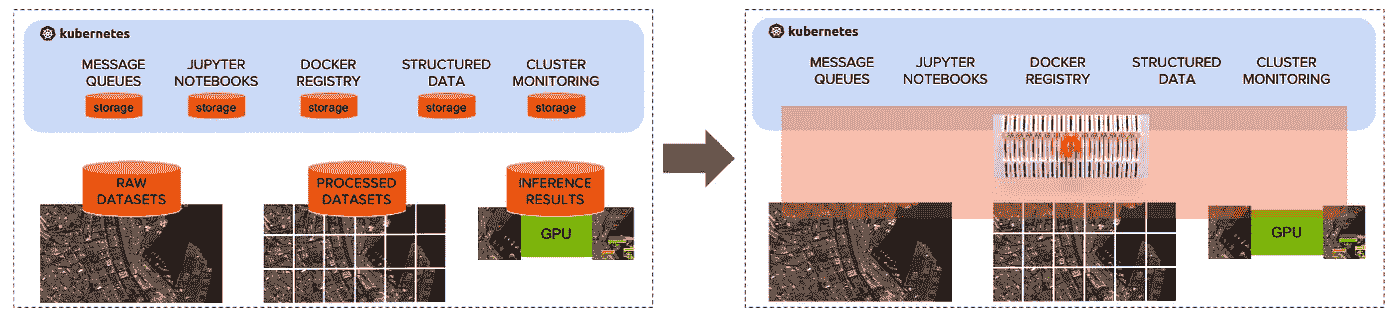 kubernetes
MESSAGE QUEUES
JUPYTER NOTEBOOKS
DOCKER REGISTRY
STRUCTURED DATA
CLUSTER MONITORING
storage
storage
storage
storage
storage
RAW DATASETS
PROCESSED DATASETS
INFERENCE RESULTS
GPU
kubernetes
MESSAGE QUEUES
JUPYTER NOTEBOOKS
DOCKER REGISTRY
STRUCTURED DATA
CLUSTER MONITORING
GPU